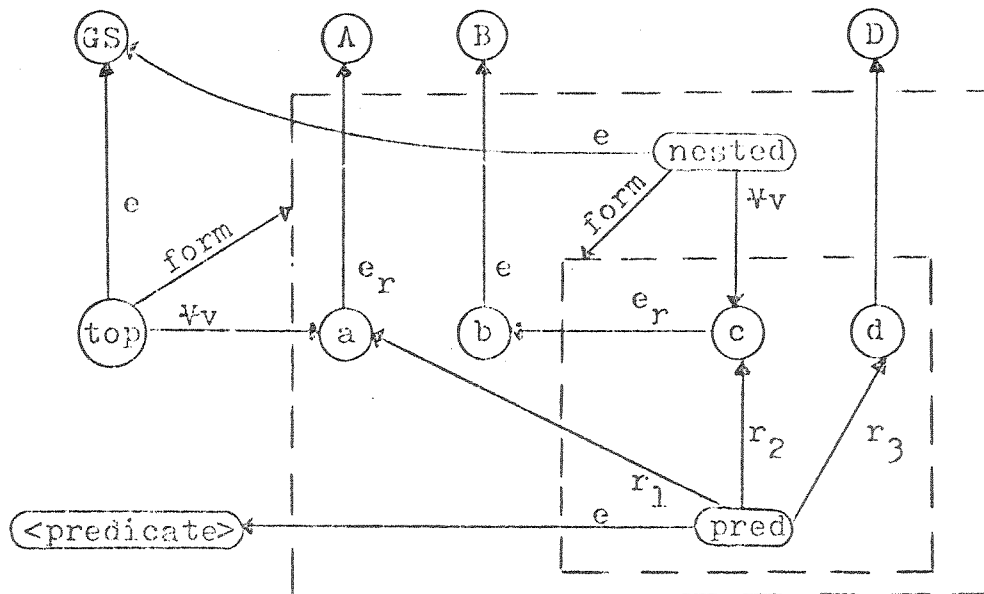 GS A B D
e nested
∀v
form
e form
e_r e e_r
top ∀v a b c d
r_2 r_3
r_1
<predicate> e pred